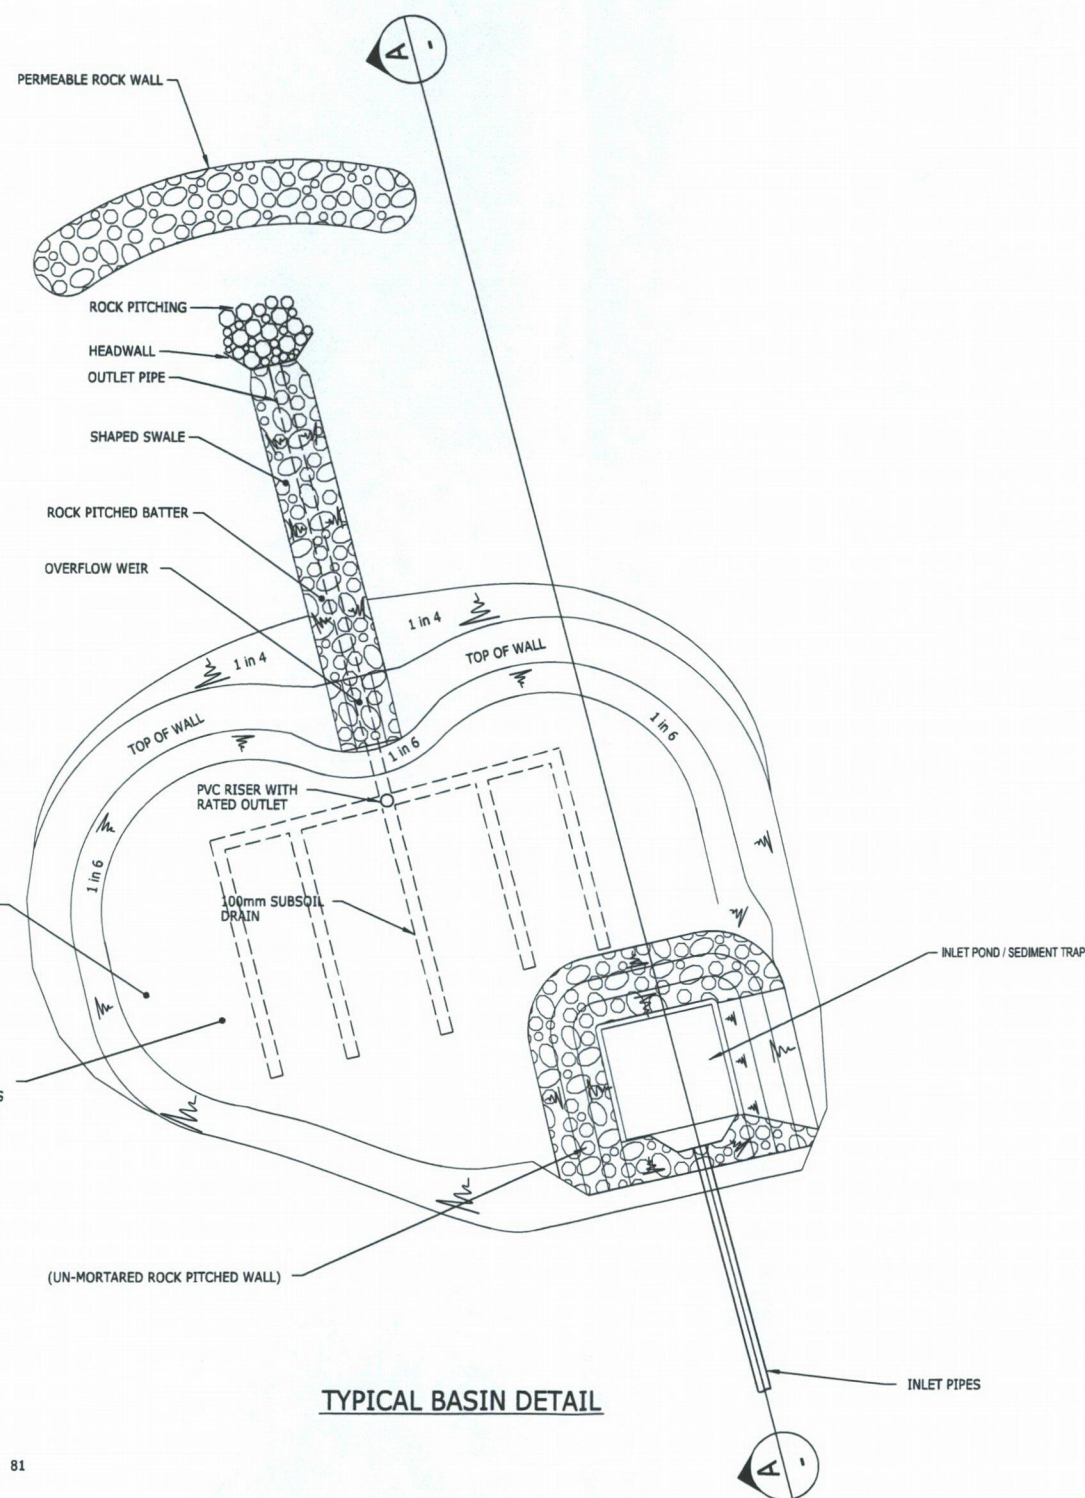 A
-
PERMEABLE ROCK WALL
ROCK PITCHING
HEADWALL
OUTLET PIPE
SHAPED SWALE
ROCK PITCHED BATTER
OVERFLOW WEIR
1 in 4
1 in 4
TOP OF WALL
TOP OF WALL
1 in 6
1 in 6
PVC RISER WITH
RATED OUTLET
1 in 6
100mm SUBSOIL
DRAIN
INLET POND / SEDIMENT TRAP
S
(UN-MORTARED ROCK PITCHED WALL)
INLET PIPES
TYPICAL BASIN DETAIL
81
A
-